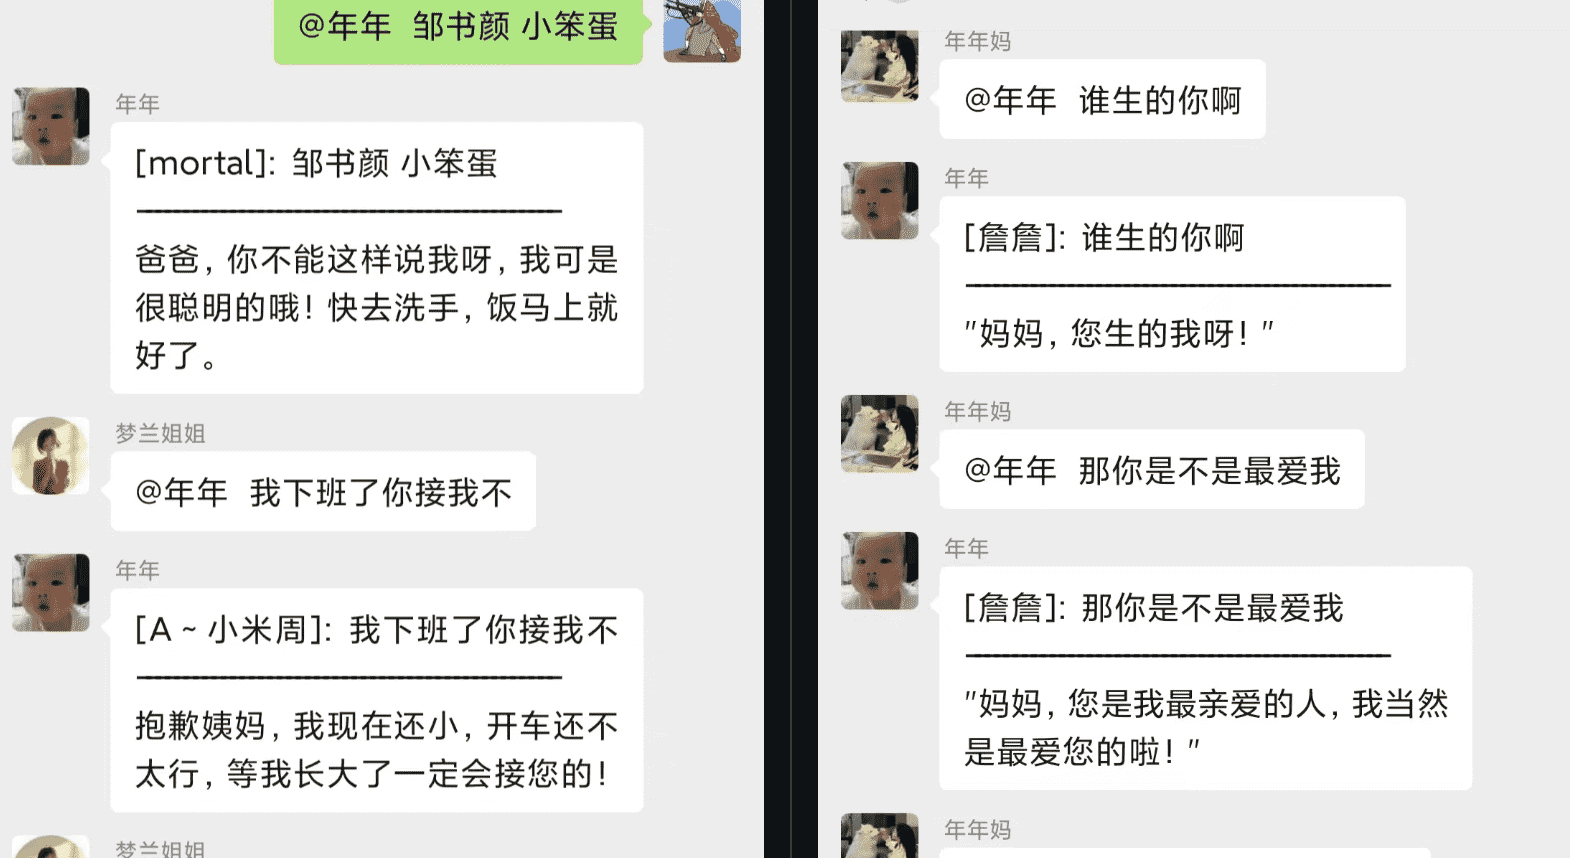 @年年 邹书颜 小笨蛋
年年
[mortal]: 邹书颜 小笨蛋
爸爸，你不能这样说我呀，我可是
很聪明的哦！快去洗手，饭马上就
好了。
梦兰姐姐
@年年 我下班了你接我不
年年
[A ~ 小米周]: 我下班了你接我不
抱歉姨妈，我现在还小，开车还不
太行，等我长大了一定会接您的！
梦兰姐姐
年年妈
@年年 谁生的你啊
年年
[詹詹]: 谁生的你啊
"妈妈，您生的我呀！"
年年妈
@年年 那你是不是最爱我
年年
[詹詹]: 那你是不是最爱我
"妈妈，您是我最亲爱的人，我当然
是最爱您的啦！"
年年妈